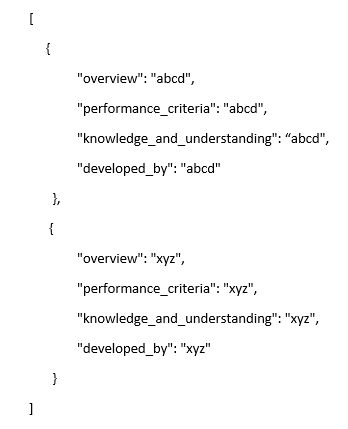 [
{
"overview": "abcd",
"performance_criteria": "abcd",
"knowledge_and_understanding": “abcd",
"developed_by": "abcd"
},
{
"overview": "xyz",
"performance_criteria": "xyz",
"knowledge_and_understanding": "xyz",
"developed_by": "xyz"
}
]